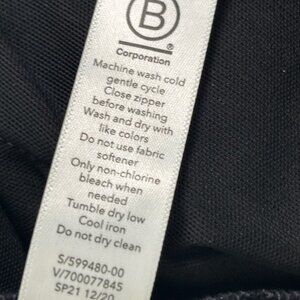 B
®
Corporation
Machine wash cold
gentle cycle
Close zipper
before washing
Wash and dry with
like colors
Do not use fabric
softener
Only non-chlorine
bleach when
needed
Tumble dry low
Cool iron
Do not dry clean
S/599480-00
V/700077845
SP21 12/20